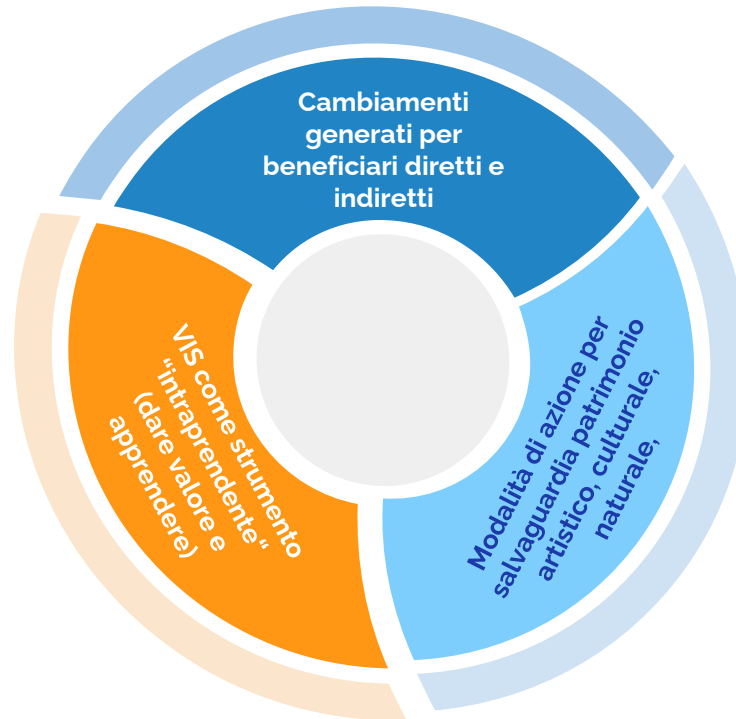 Cambiamenti
generati per
beneficiari diretti e
indiretti
Modalità di azione per
salvaguardia patrimonio
artistico, culturale,
naturale,
VIS come strumento
“intraprendente“
(dare valore e
apprendere)